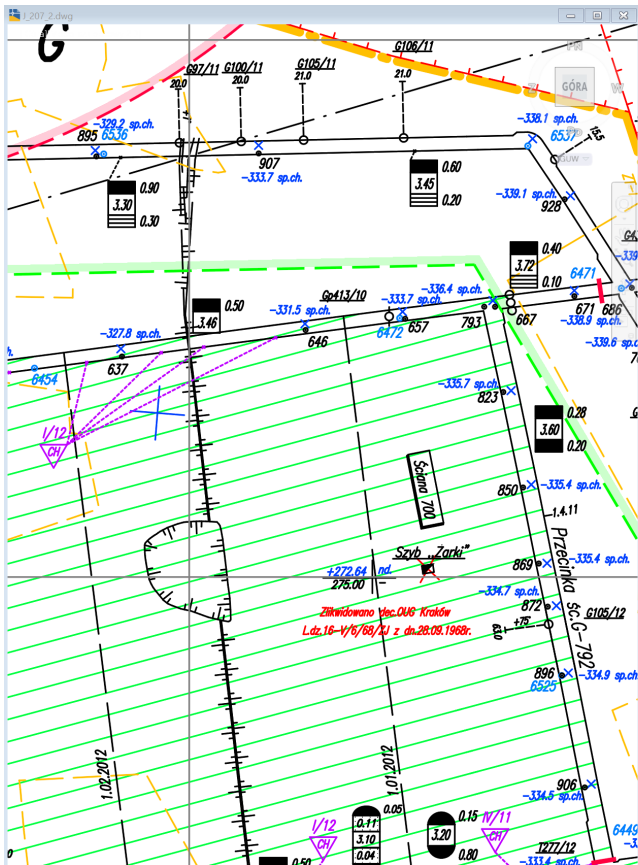 I_207_2.dwg
G
G97/11
G100/11
G105/11
G106/11
20.0
20.0
21.0
21.0
GÓRA
W
GUW
-329.2 sp.ch.
895
6536
907
-333.7 sp.ch.
-338.1 sp.ch.
6537
15.5
0.90
3.30
0.30
0.60
3.45
0.20
-339.1 sp.ch.
928
0.40
3.72
0.10
6471
-336.4 sp.ch.
Gp413/10
-333.7 sp.ch.
-331.5 sp.ch.
0.50
3.46
6472
657
793
667
671
686
-338.9 sp.ch.
-327.8 sp.ch.
646
637
6454
-335.7 sp.ch.
823
0.28
3.60
0.20
I/12
CH
Ściana 700
850
-335.4 sp.ch.
1.4.11
Szyb „Żarki”
+272.64 nd.
275.00
869
-335.4 sp.ch.
-334.7 sp.ch.
872
Zlikwidowano dec.OUG Kraków
L.dz.16-V/6/68/ZJ z dn.28.09.1968r.
+75
63.0
G105/12
Przecinka śc.G-792
896
6525
-334.9 sp.ch.
1.02.2012
1.01.2012
906
-334.5 sp.ch.
I/12
CH
0.05
0.11
3.10
0.04
0.15
3.20
0.80
IV/11
CH
6449
T277/12
-333.4 sp.ch.
0.50